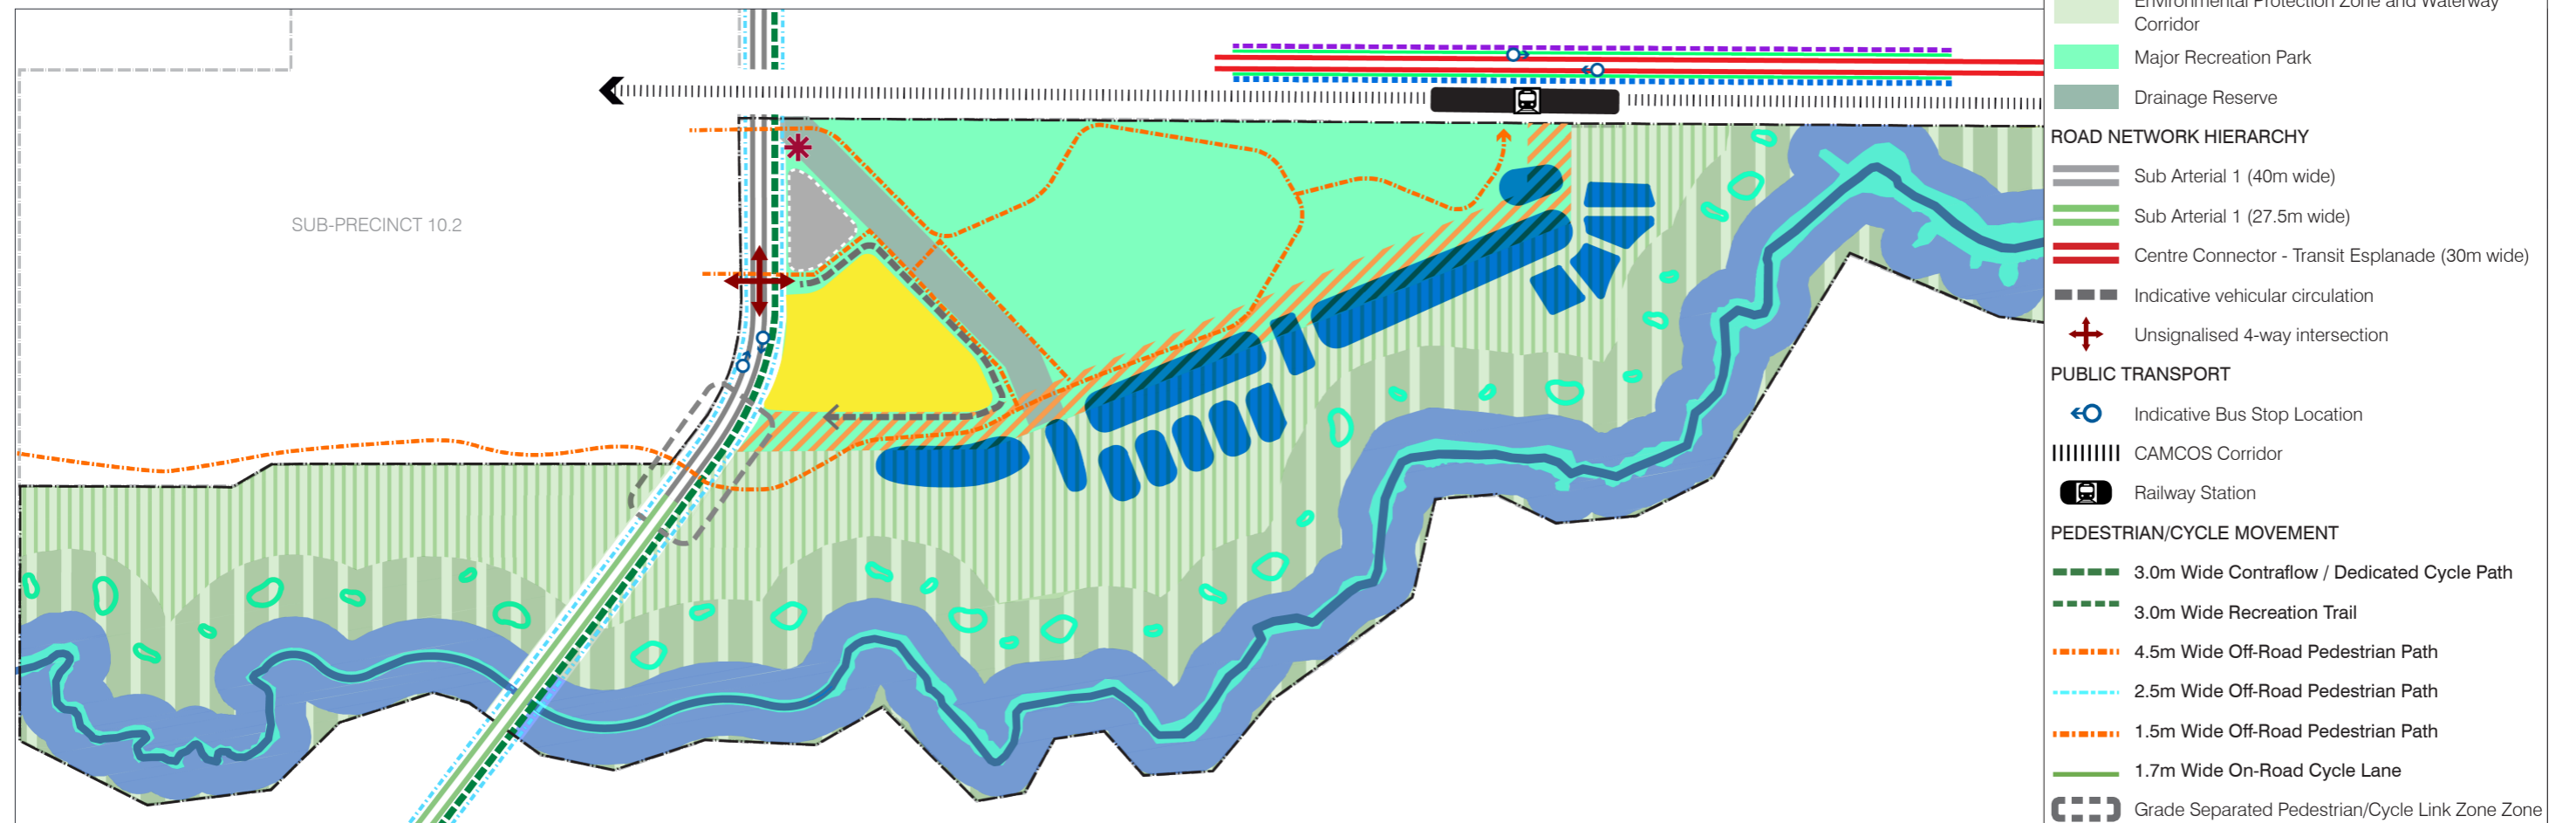 Environmental Protection Zone and Waterway
Corridor
Major Recreation Park
Drainage Reserve
ROAD NETWORK HIERARCHY
Sub Arterial 1 (40m wide)
Sub Arterial 1 (27.5m wide)
Centre Connector - Transit Esplanade (30m wide)
Indicative vehicular circulation
Unsignalised 4-way intersection
PUBLIC TRANSPORT
Indicative Bus Stop Location
CAMCOS Corridor
Railway Station
PEDESTRIAN/CYCLE MOVEMENT
3.0m Wide Contraflow / Dedicated Cycle Path
3.0m Wide Recreation Trail
4.5m Wide Off-Road Pedestrian Path
2.5m Wide Off-Road Pedestrian Path
1.5m Wide Off-Road Pedestrian Path
1.7m Wide On-Road Cycle Lane
Grade Separated Pedestrian/Cycle Link Zone Zone
SUB-PRECINCT 10.2